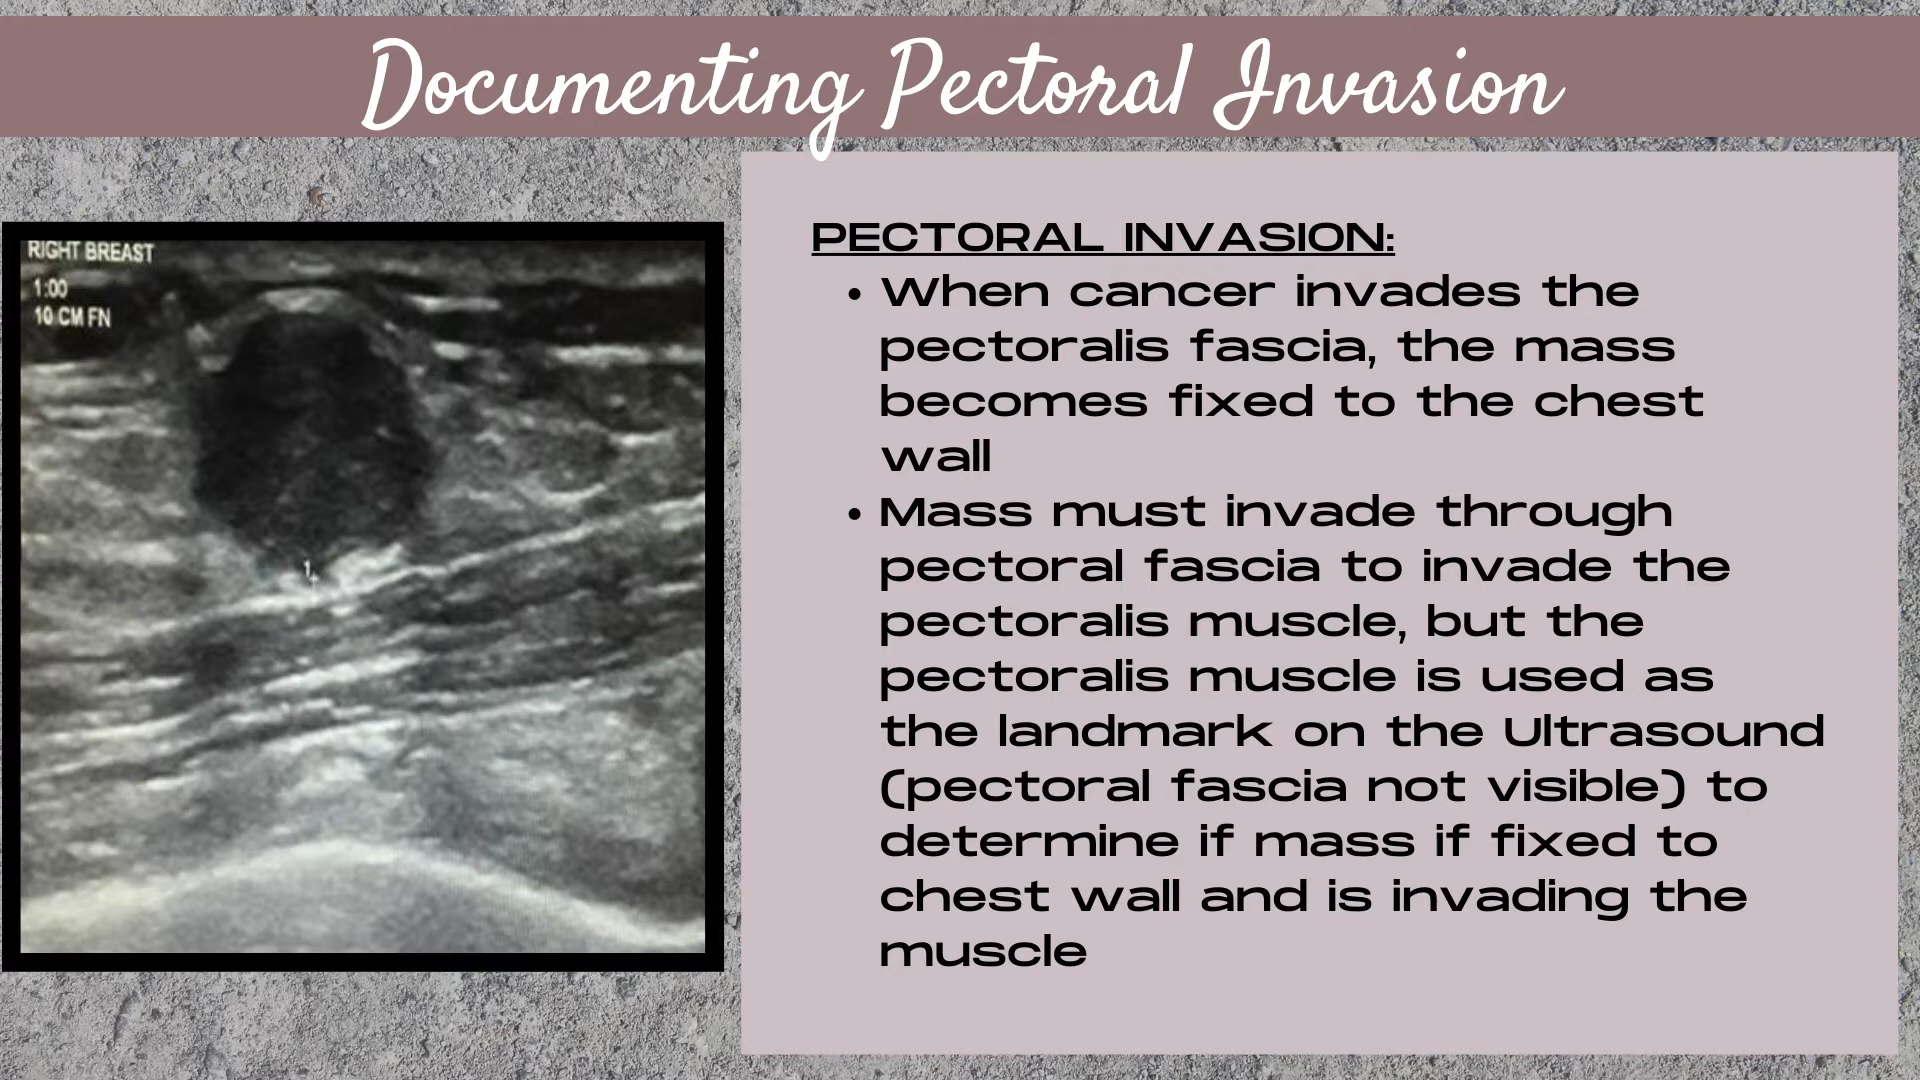 Documenting Pectoral Invasion
RIGHT BREAST
1:00
10 CM FN
1
PECTORAL INVASION:
• When cancer invades the
pectoralis fascia, the mass
becomes fixed to the chest
wall
• Mass must invade through
pectoral fascia to invade the
pectoralis muscle, but the
pectoralis muscle is used as
the landmark on the Ultrasound
(pectoral fascia not visible) to
determine if mass if fixed to
chest wall and is invading the
muscle